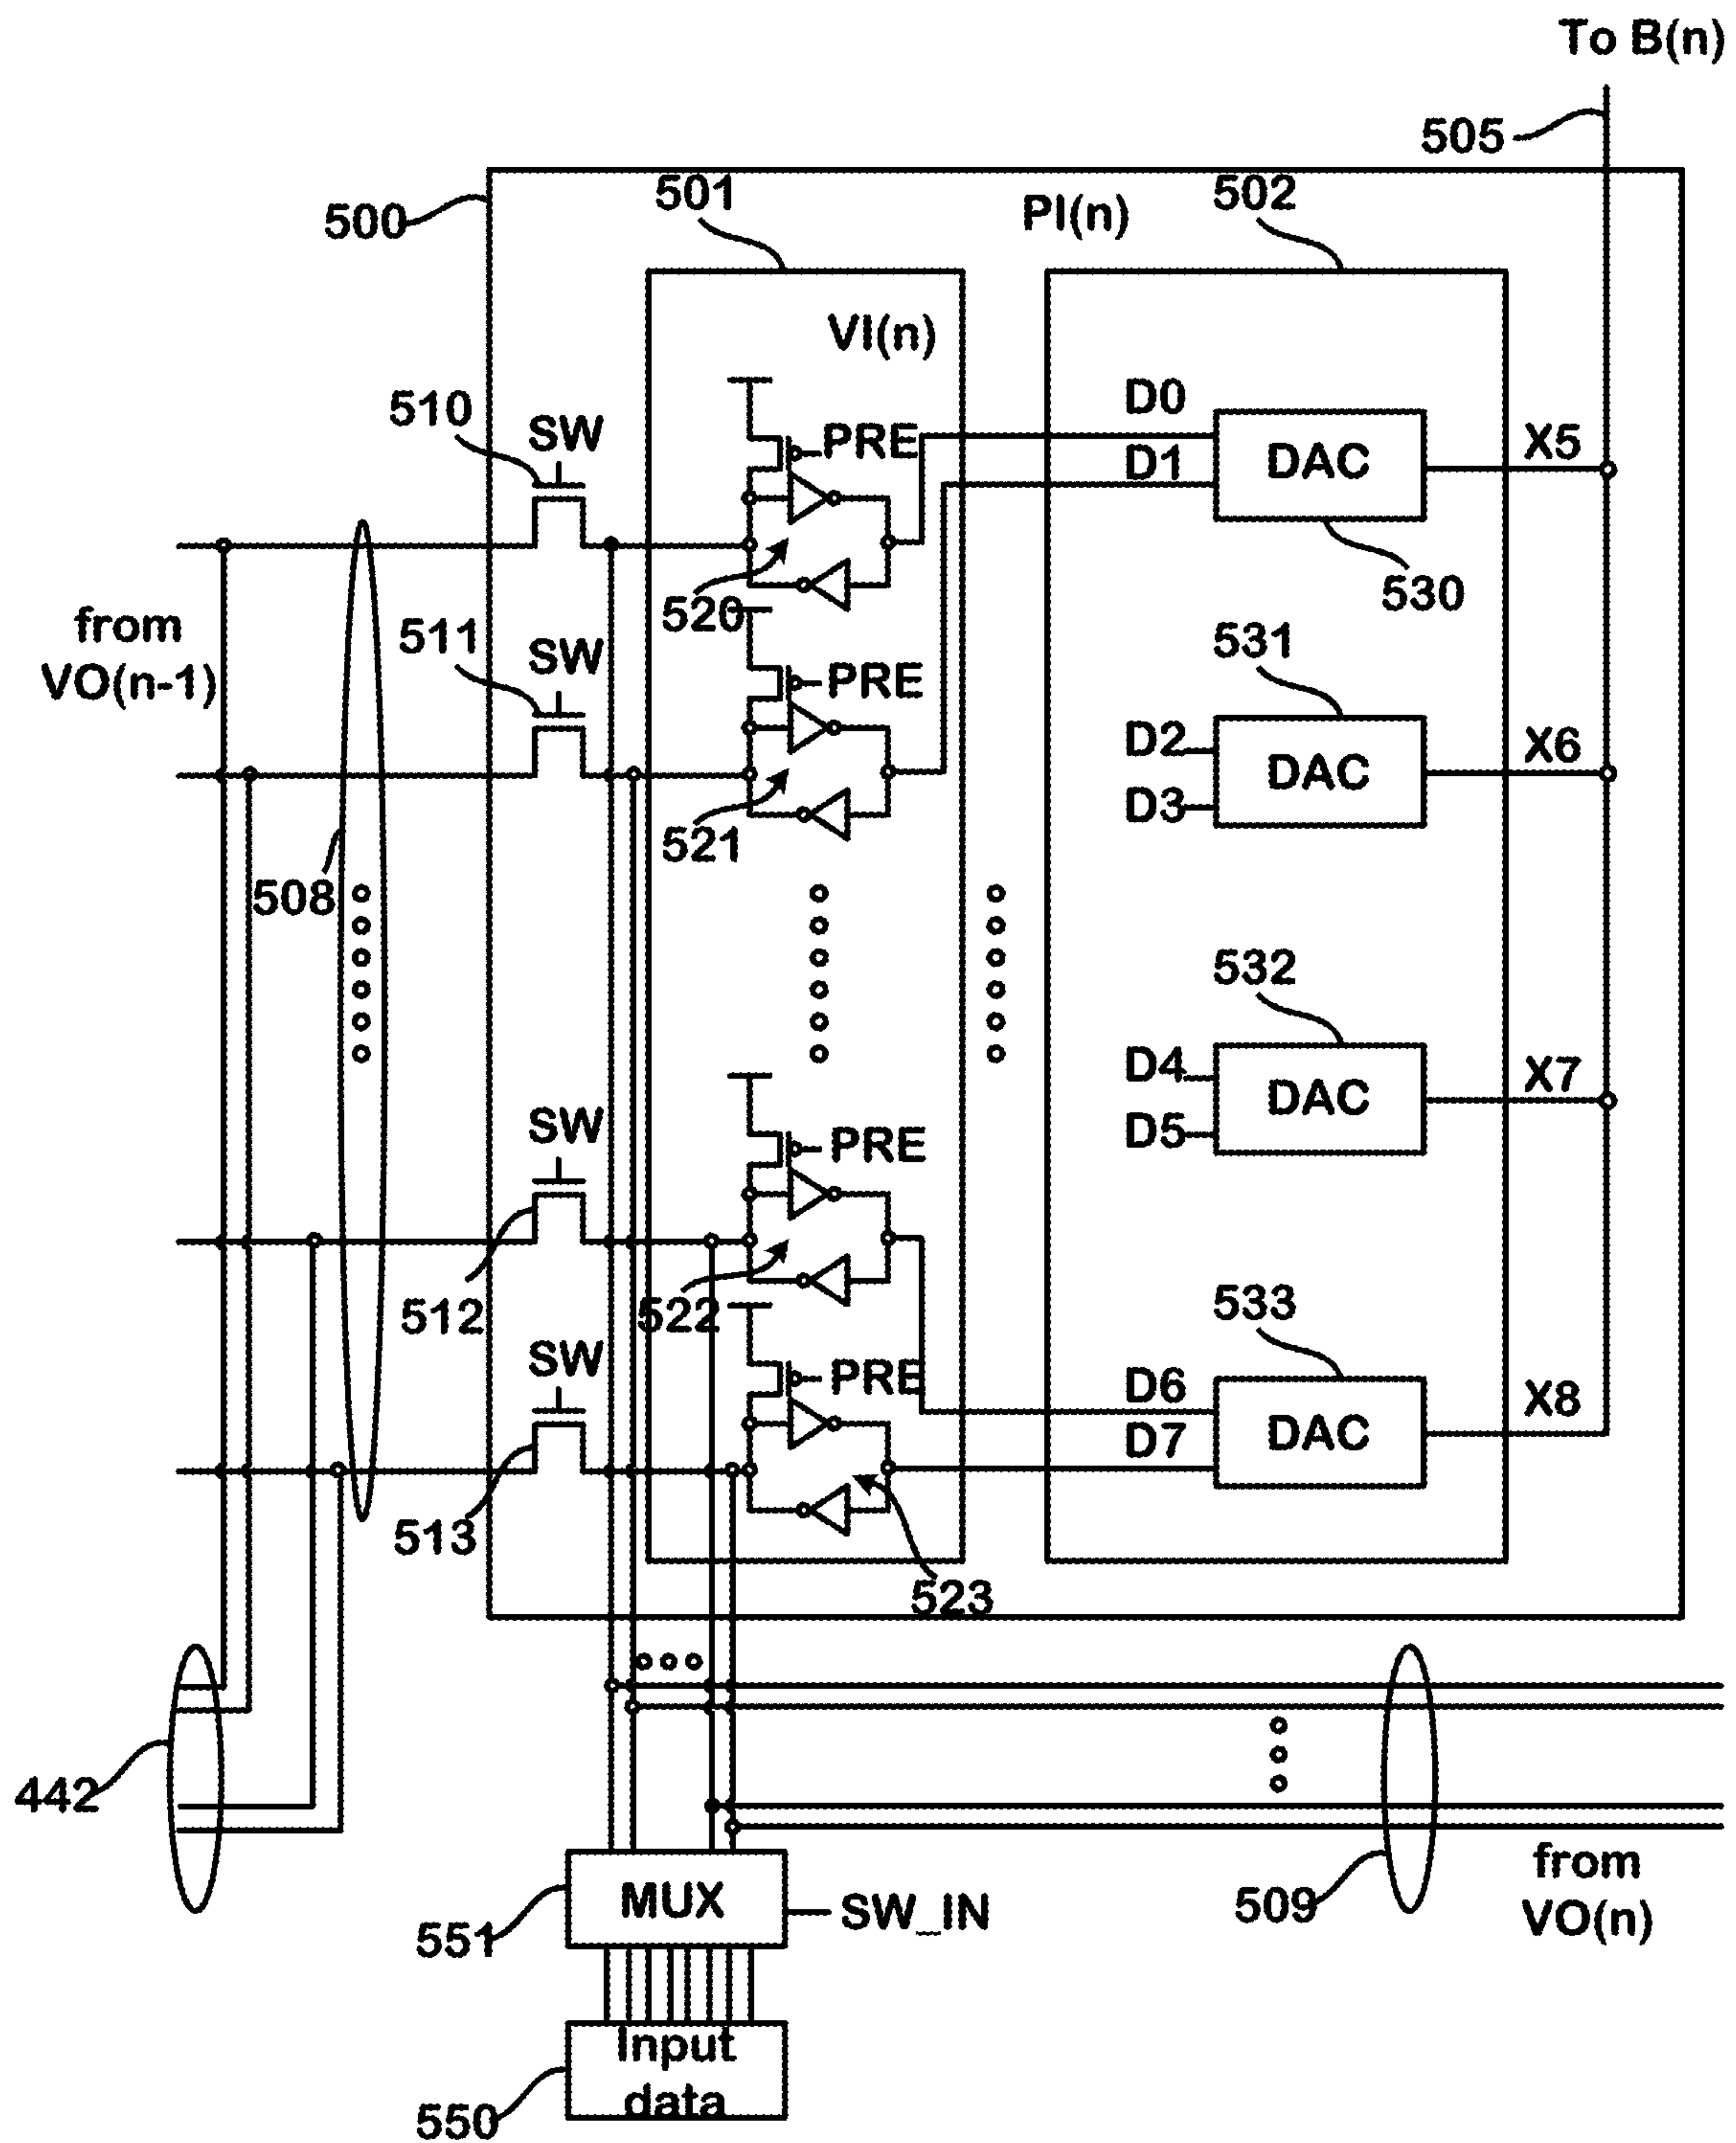 To B(n)
505
501
502
500
PI(n)
VI(n)
510
SW
PRE
D0
D1
DAC
X5
520
530
from
VO(n-1)
511
SW
PRE
531
D2
D3
DAC
X6
521
508
532
D4
D5
DAC
X7
SW
PRE
512
522
533
SW
PRE
D6
D7
DAC
X8
513
523
442
MUX
SW_IN
551
509
from
VO(n)
Input
data
550